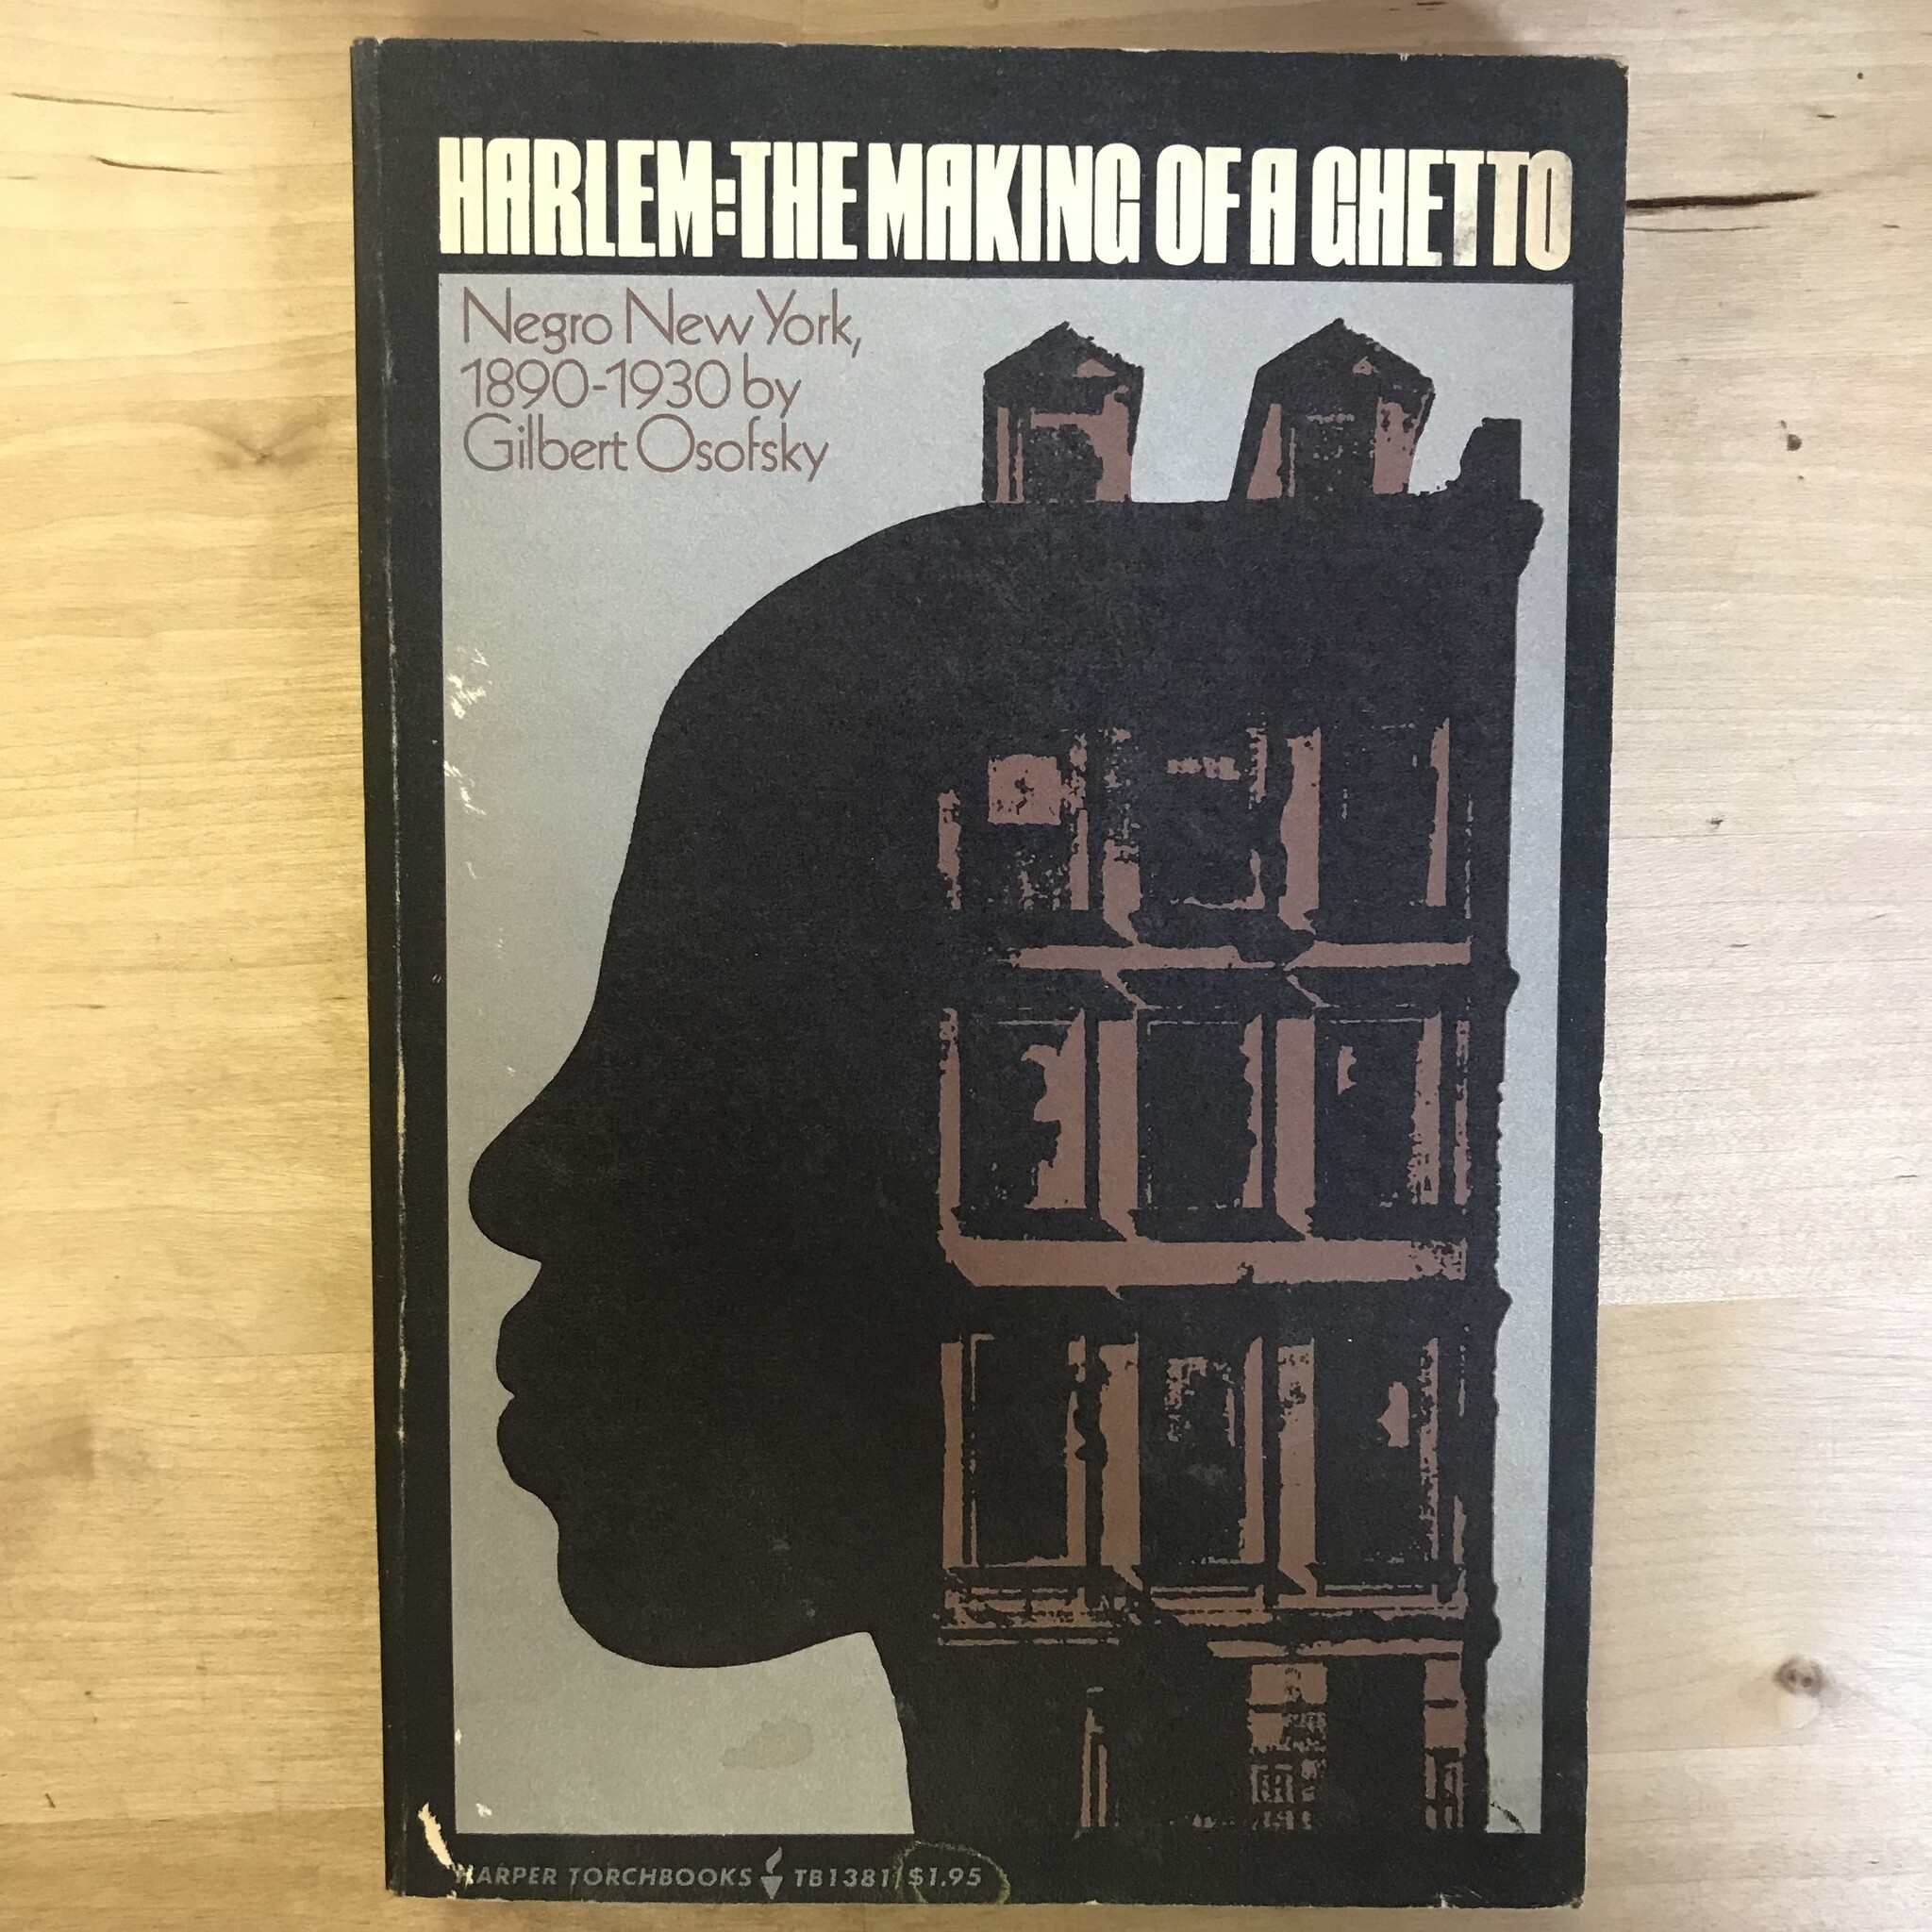 HARLEM:THE MAKING OF A GHETTO
Negro New York,
1890-1930 by
Gilbert Osofsky
HARPER TORCHBOOKS TB1381/$1.95